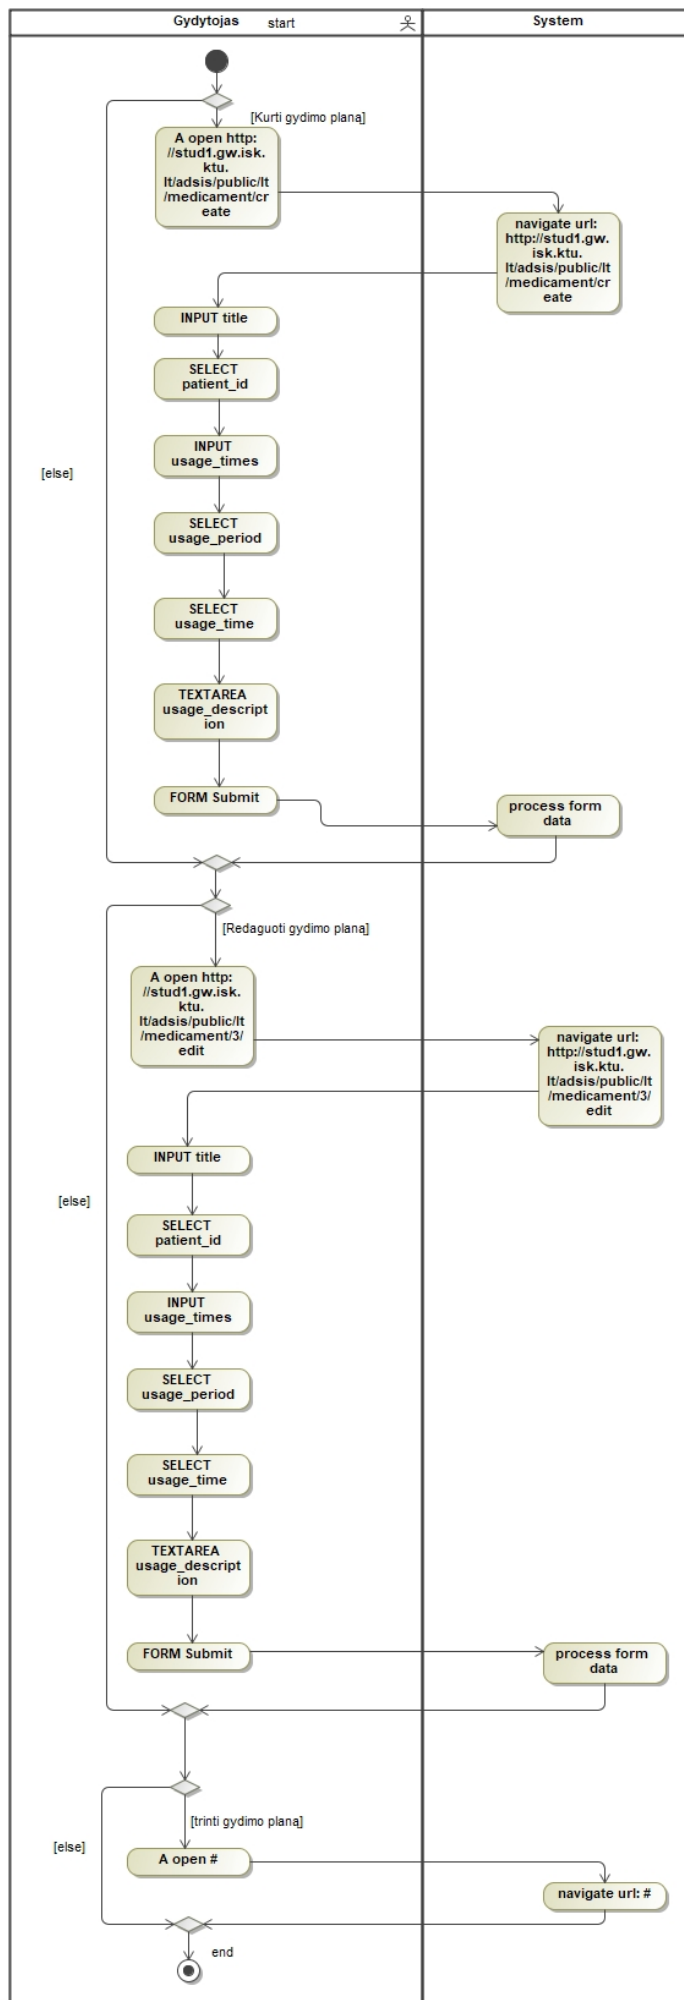 Gydytojas
start
System
[Kurti gydimo planą]
A open http:
//stud1.gw.isk.
ktu.
lt/adsis/public/lt
/medicament/cr
eate
navigate url:
http://stud1.gw.
isk.ktu.
lt/adsis/public/lt
/medicament/cr
eate
INPUT title
SELECT
patient_id
INPUT
usage_times
[else]
SELECT
usage_period
SELECT
usage_time
TEXTAREA
usage_descript
ion
FORM Submit
process form
data
[Redaguoti gydimo planą]
A open http:
//stud1.gw.isk.
ktu.
lt/adsis/public/lt
/medicament/3/
edit
navigate url:
http://stud1.gw.
isk.ktu.
lt/adsis/public/lt
/medicament/3/
edit
INPUT title
[else]
SELECT
patient_id
INPUT
usage_times
SELECT
usage_period
SELECT
usage_time
TEXTAREA
usage_descript
ion
FORM Submit
process form
data
[trinti gydimo planą]
[else]
A open #
navigate url: #
end